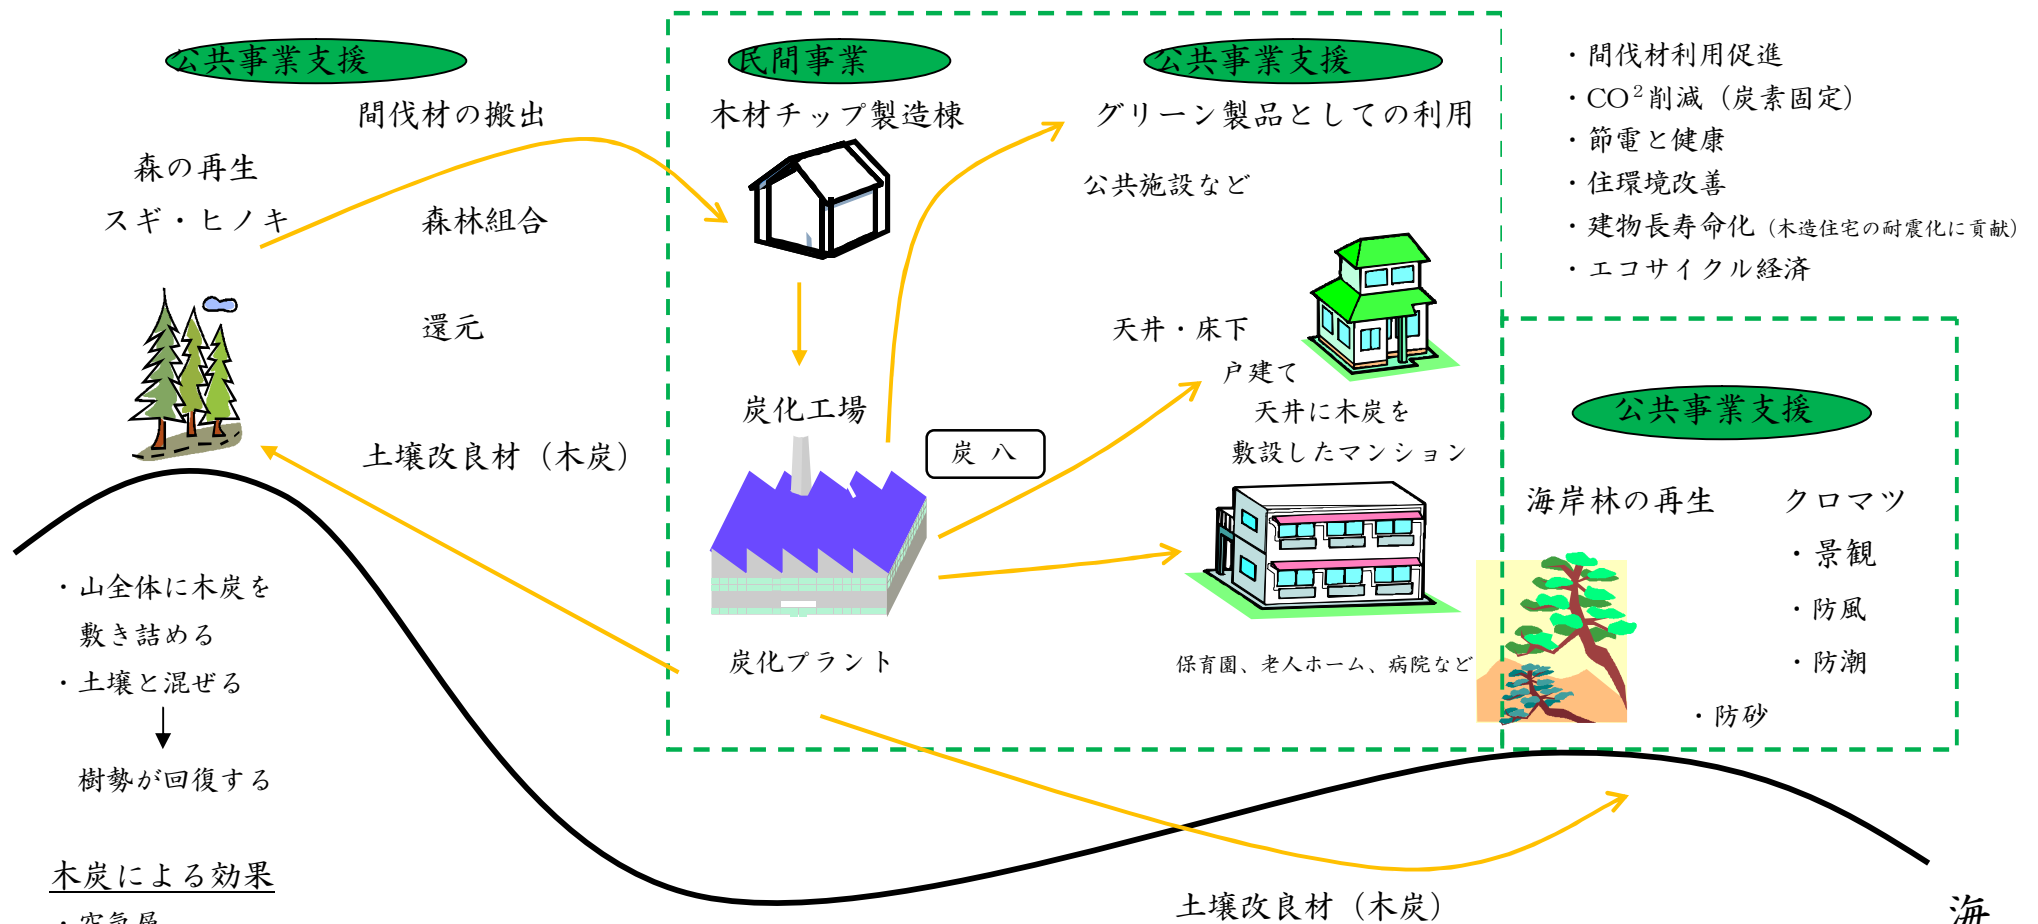 公共事業支援
間伐材の搬出
森の再生
スギ・ヒノキ
森林組合
還元
土壌改良材（木炭）
・山全体に木炭を
敷き詰める
・土壌と混ぜる
樹勢が回復する
木炭による効果
・空気層
民間事業
木材チップ製造棟
炭化工場
炭八
炭化プラント
公共事業支援
グリーン製品としての利用
公共施設など
天井・床下
戸建て
天井に木炭を
敷設したマンション
保育園、老人ホーム、病院など
・間伐材利用促進
・CO²削減（炭素固定）
・節電と健康
・住環境改善
・建物長寿命化（木造住宅の耐震化に貢献）
・エコサイクル経済
公共事業支援
海岸林の再生　クロマツ
・景観
・防風
・防潮
・防砂
土壌改良材（木炭）
海